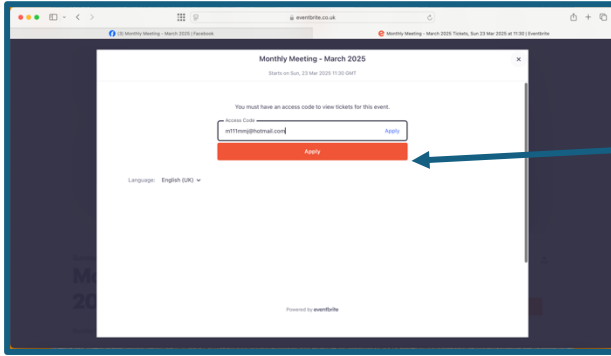 eventbrite.co.uk
(3) Monthly Meeting - March 2025 | Facebook
Monthly Meeting - March 2025 Tickets, Sun 23 Mar 2025 at 11:30 | Eventbrite
Monthly Meeting - March 2025
Starts on Sun, 23 Mar 2025 11:30 GMT
You must have an access code to view tickets for this event.
Access Code
m111mmj@hotmail.com Apply
Apply
Language: English (UK)
Powered by eventbrite